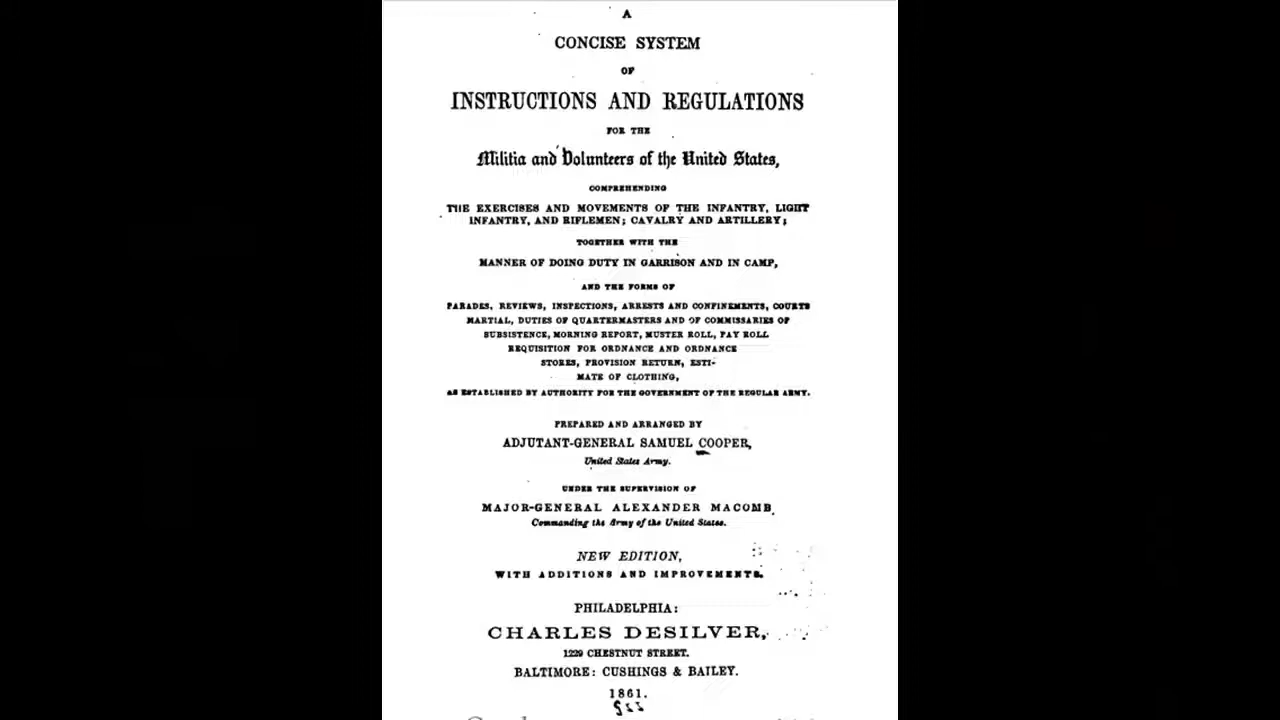 A
CONCISE SYSTEM
OF
INSTRUCTIONS AND REGULATIONS
FOR THE
Militia and Volunteers of the United States,
COMPREHENDING
THE EXERCISES AND MOVEMENTS OF THE INFANTRY, LIGHT
INFANTRY, AND RIFLEMEN; CAVALRY AND ARTILLERY;
TOGETHER WITH THE
MANNER OF DOING DUTY IN GARRISON AND IN CAMP,
AND THE FORMS OF
PARADES, REVIEWS, INSPECTIONS, ARRESTS AND CONFINEMENTS, COURTS
MARTIAL, DUTIES OF QUARTERMASTERS AND OF COMMISSARIES OF
SUBSISTENCE, MORNING REPORT, MUSTER ROLL, PAY ROLL
REQUISITION FOR ORDNANCE AND ORDNANCE
STORES, PROVISION RETURN, ESTI-
MATE OF CLOTHING,
AS ESTABLISHED BY AUTHORITY FOR THE GOVERNMENT OF THE REGULAR ARMY.
PREPARED AND ARRANGED BY
ADJUTANT-GENERAL SAMUEL COOPER,
United States Army.
UNDER THE SUPERVISION OF
MAJOR-GENERAL ALEXANDER MACOMB,
Commanding the Army of the United States.
NEW EDITION,
WITH ADDITIONS AND IMPROVEMENTS.
PHILADELPHIA:
CHARLES DESILVER,
1229 CHESTNUT STREET.
BALTIMORE: CUSHINGS & BAILEY.
1861.